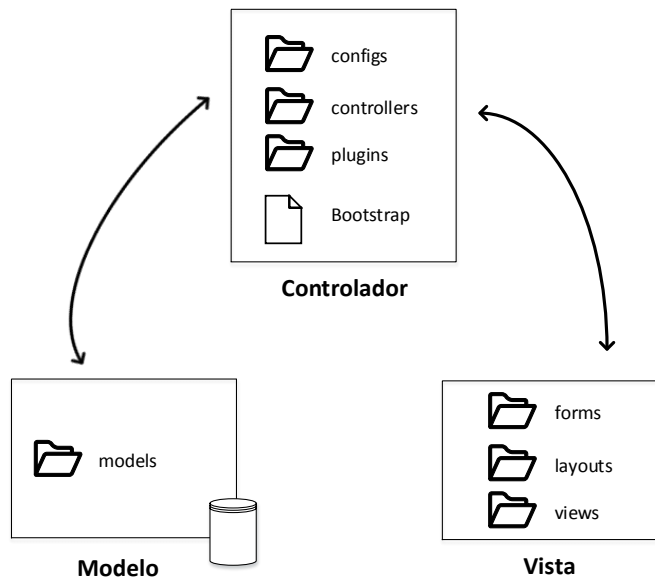 configs
controllers
plugins
Bootstrap
Controlador
models
Modelo
forms
layouts
views
Vista